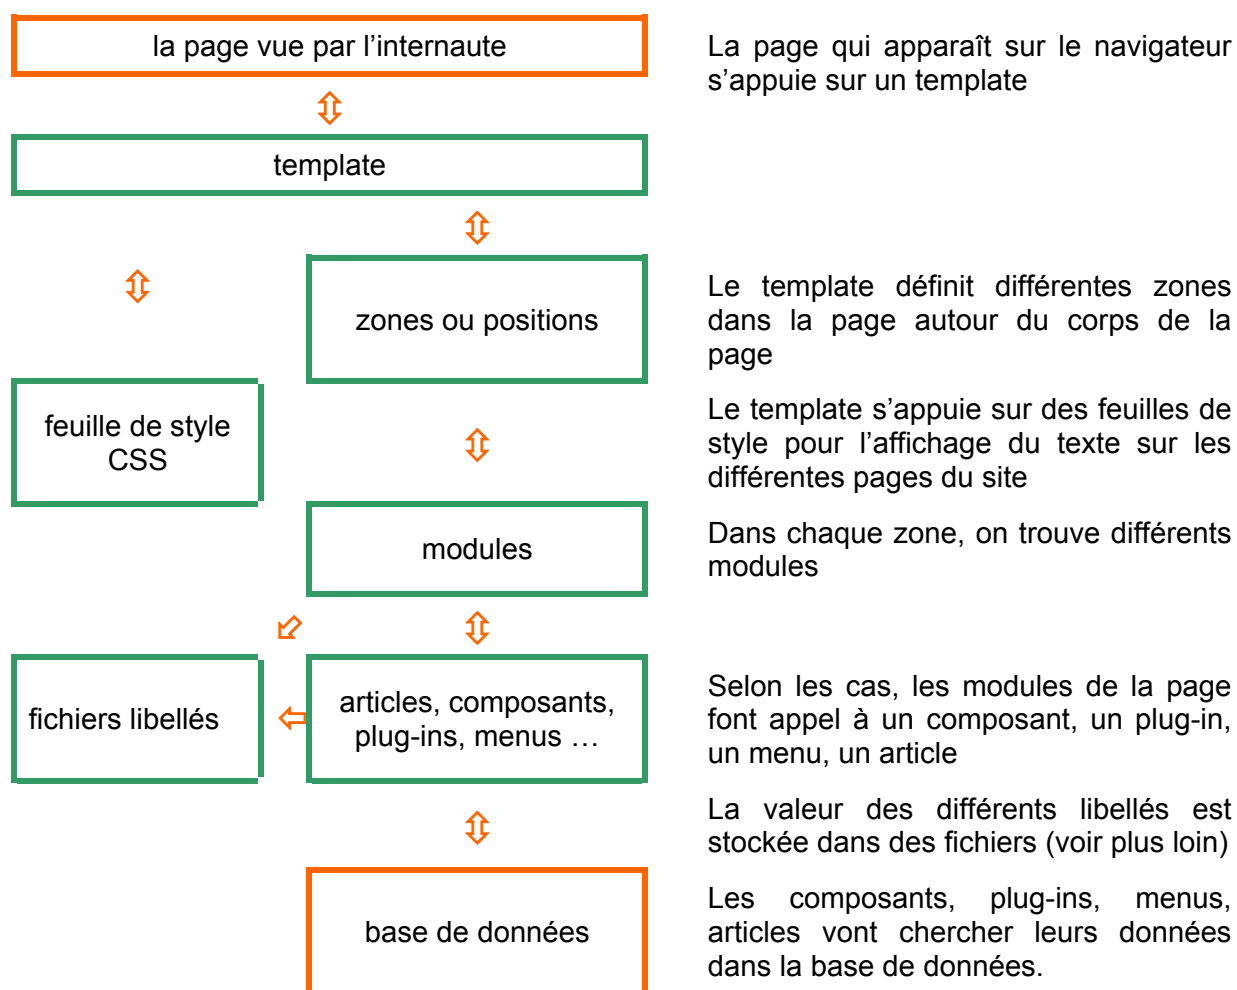 la page vue par l’internaute
La page qui apparaît sur le navigateur
s’appuie sur un template
template
zones ou positions
Le template définit différentes zones
dans la page autour du corps de la
page
feuille de style
CSS
Le template s’appuie sur des feuilles de
style pour l’affichage du texte sur les
différentes pages du site
modules
Dans chaque zone, on trouve différents
modules
fichiers libellés
articles, composants,
plug-ins, menus …
Selon les cas, les modules de la page
font appel à un composant, un plug-in,
un menu, un article
La valeur des différents libellés est
stockée dans des fichiers (voir plus loin)
base de données
Les composants, plug-ins, menus,
articles vont chercher leurs données
dans la base de données.